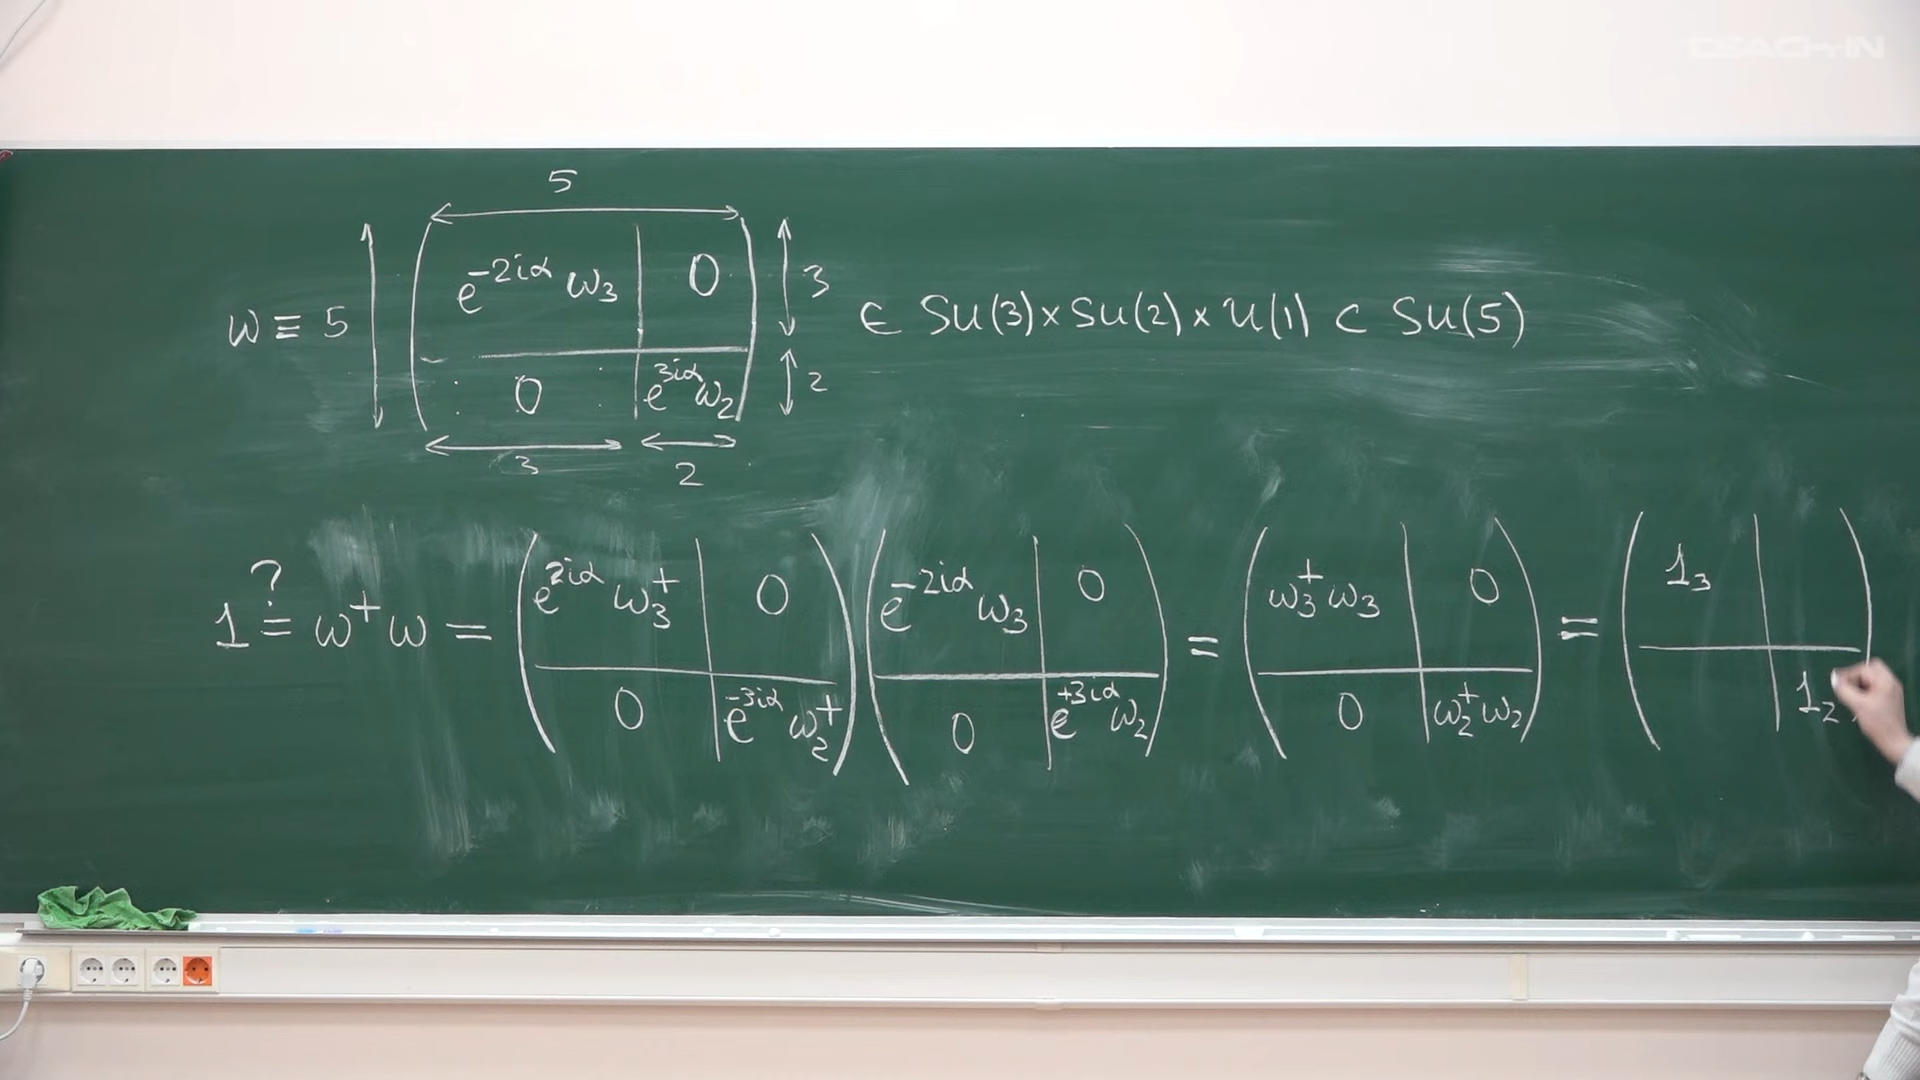 5
ω ≡ 5 ( e^{-2iα} ω₃ | 0 ) 3 ∈ SU(3) × SU(2) × U(1) ⊂ SU(5)
( 0 | e^{3iα} ω₂ ) 2
3 2
?
1 = ω⁺ω = ( e^{2iα} ω₃⁺ | 0 ) ( e^{-2iα} ω₃ | 0 ) = ( ω₃⁺ω₃ | 0 ) = ( 1₃ | )
( 0 | e^{-3iα} ω₂⁺ ) ( 0 | e^{+3iα} ω₂ ) ( 0 | ω₂⁺ω₂ ) ( | 1₂ )